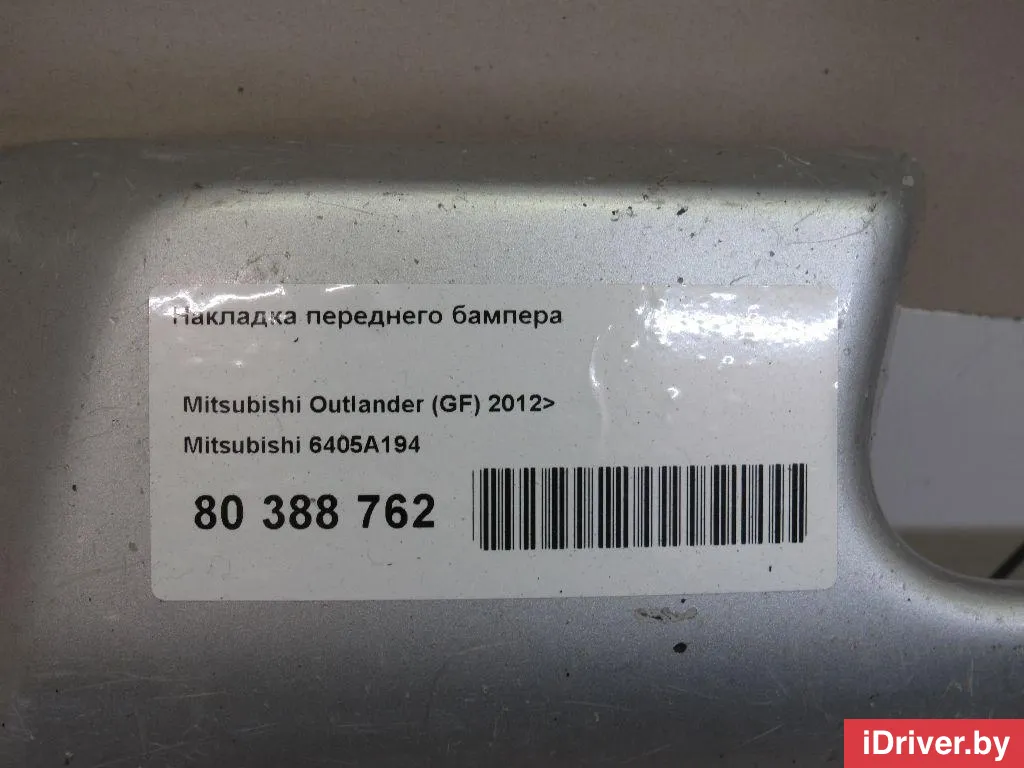 Накладка переднего бампера
Mitsubishi Outlander (GF) 2012>
Mitsubishi 6405A194
80 388 762
iDriver.by